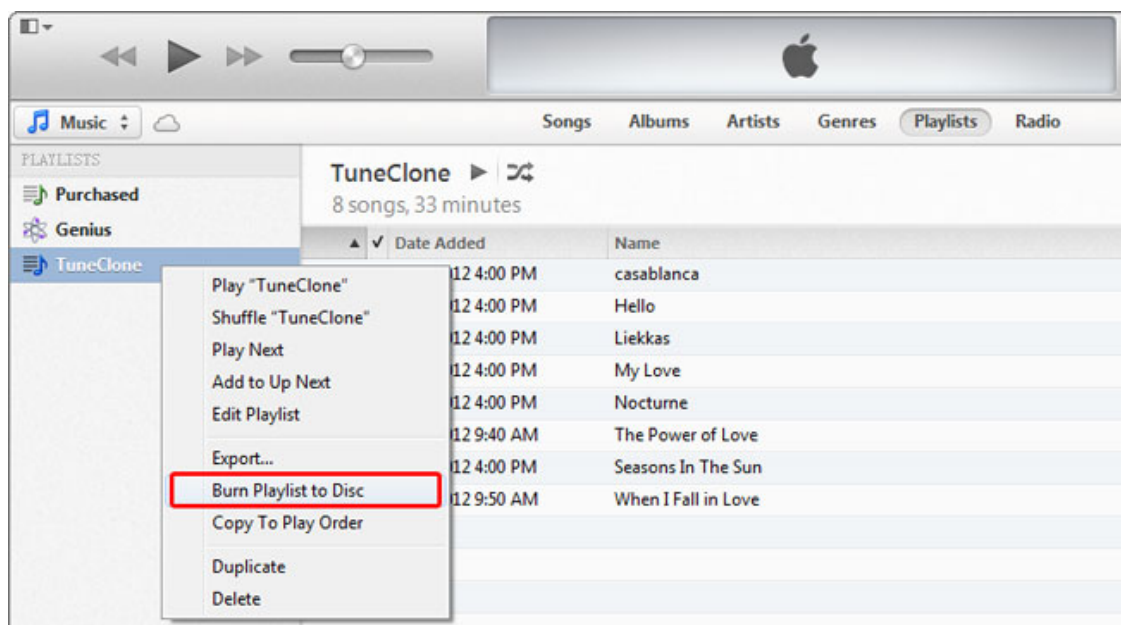 Music
Songs Albums Artists Genres Playlists Radio
PLAYLISTS
Purchased
Genius
TuneClone
TuneClone
8 songs, 33 minutes
Date Added Name
12 4:00 PM casablanca
12 4:00 PM Hello
12 4:00 PM Liekkas
12 4:00 PM My Love
12 4:00 PM Nocturne
12 9:40 AM The Power of Love
12 4:00 PM Seasons In The Sun
12 9:50 AM When I Fall in Love
Play "TuneClone"
Shuffle "TuneClone"
Play Next
Add to Up Next
Edit Playlist
Export...
Burn Playlist to Disc
Copy To Play Order
Duplicate
Delete